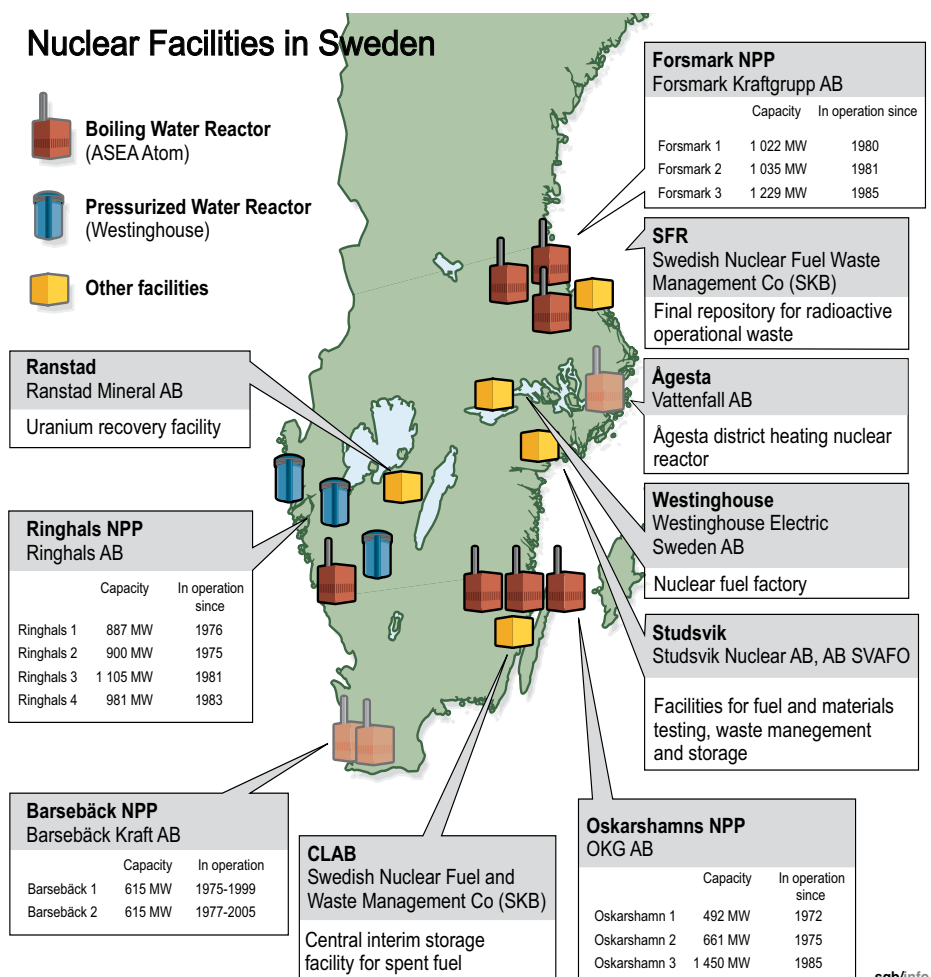 Nuclear Facilities in Sweden
Boiling Water Reactor
(ASEA Atom)
Pressurized Water Reactor
(Westinghouse)
Other facilities
Forsmark NPP
Forsmark Kraftgrupp AB
Capacity In operation since
Forsmark 1 1 022 MW 1980
Forsmark 2 1 035 MW 1981
Forsmark 3 1 229 MW 1985
SFR
Swedish Nuclear Fuel Waste
Management Co (SKB)
Final repository for radioactive
operational waste
Ranstad
Ranstad Mineral AB
Uranium recovery facility
Ågesta
Vattenfall AB
Ågesta district heating nuclear
reactor
Westinghouse
Westinghouse Electric
Sweden AB
Nuclear fuel factory
Ringhals NPP
Ringhals AB
Capacity In operation
since
Ringhals 1 887 MW 1976
Ringhals 2 900 MW 1975
Ringhals 3 1 105 MW 1981
Ringhals 4 981 MW 1983
Studsvik
Studsvik Nuclear AB, AB SVAFO
Facilities for fuel and materials
testing, waste manegement
and storage
Barsebäck NPP
Barsebäck Kraft AB
Capacity In operation
Barsebäck 1 615 MW 1975-1999
Barsebäck 2 615 MW 1977-2005
CLAB
Swedish Nuclear Fuel and
Waste Management Co (SKB)
Central interim storage
facility for spent fuel
Oskarshamns NPP
OKG AB
Capacity In operation
since
Oskarshamn 1 492 MW 1972
Oskarshamn 2 661 MW 1975
Oskarshamn 3 1 450 MW 1985